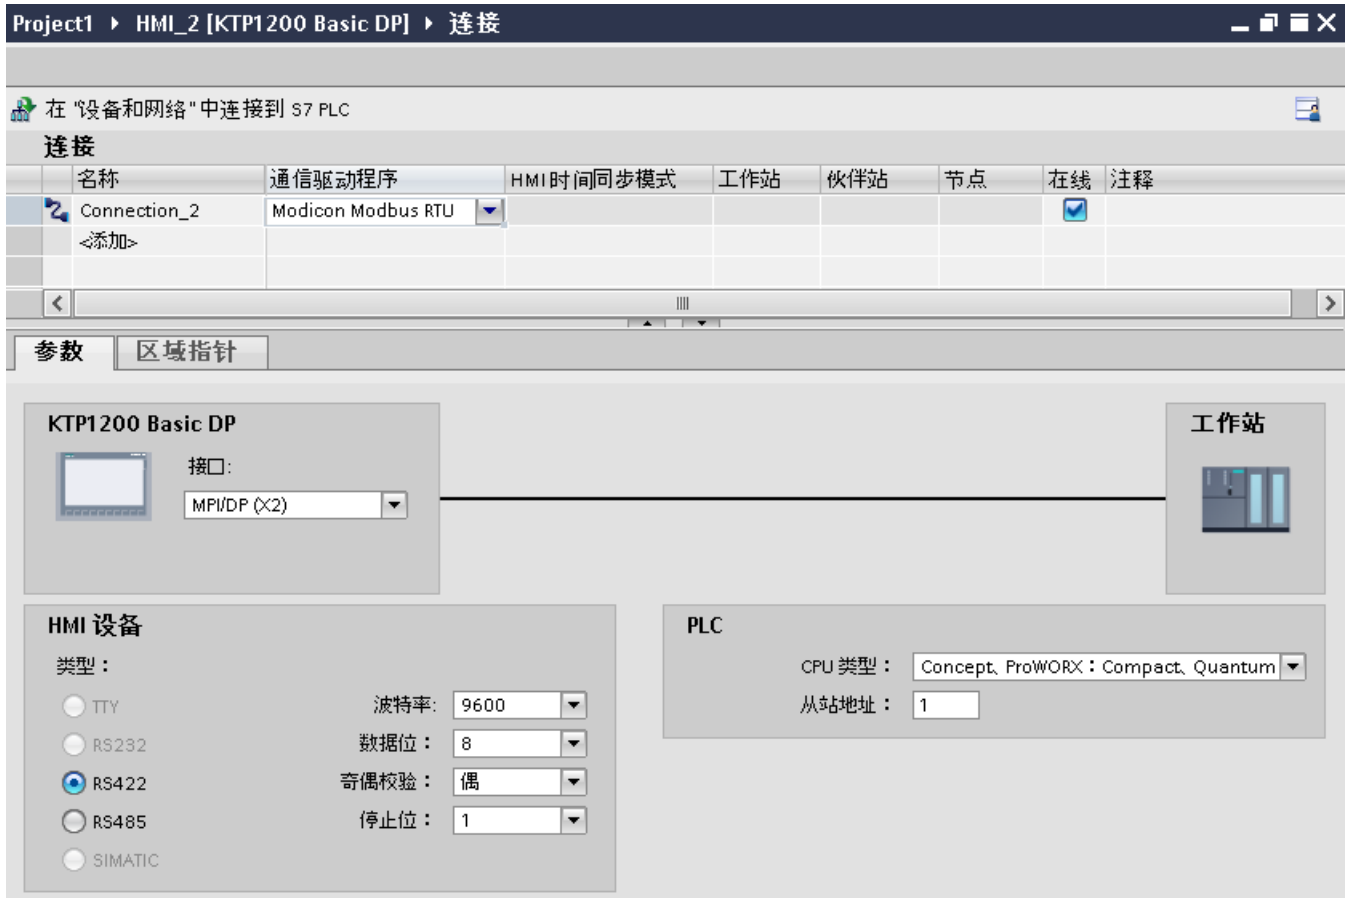 Project1 ▸ HMI_2 [KTP1200 Basic DP] ▸ 连接
在 "设备和网络" 中连接到 S7 PLC
连接
名称 通信驱动程序 HMI时间同步模式 工作站 伙伴站 节点 在线 注释
Connection_2 Modicon Modbus RTU
<添加>
参数 区域指针
KTP1200 Basic DP 工作站
接口:
MPI/DP (X2)
HMI 设备 PLC
类型： CPU 类型： Concept、ProWORX：Compact、Quantum
TTY 波特率: 9600 从站地址： 1
RS232 数据位： 8
RS422 奇偶校验： 偶
RS485 停止位： 1
SIMATIC